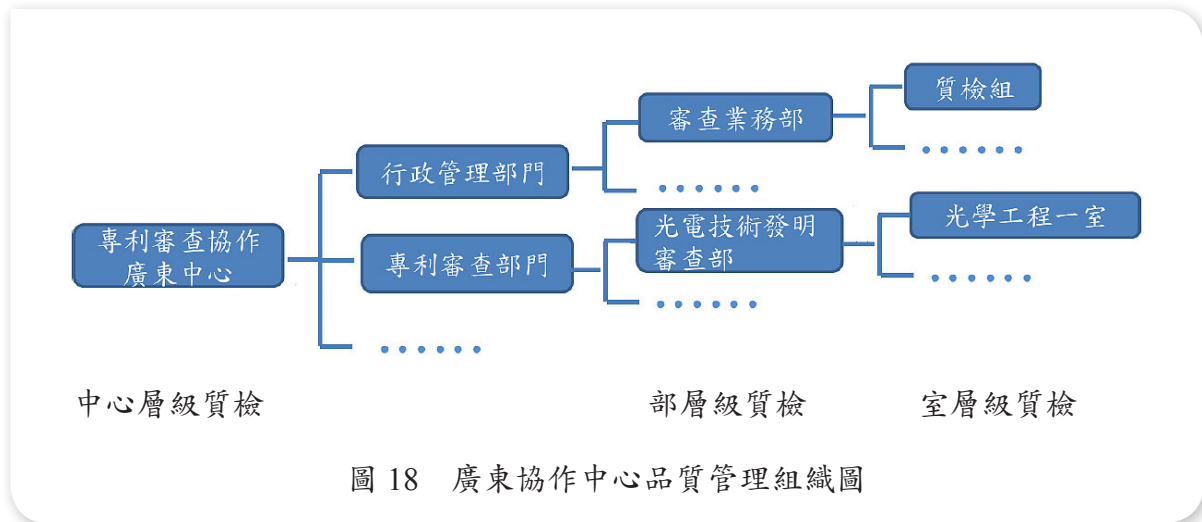 質檢組
審查業務部
• • • • • •
行政管理部門
• • • • • •
專利審查協作
廣東中心
光電技術發明
審查部
光學工程一室
專利審查部門
• • • • • •
• • • • • •
• • • • • •
中心層級質檢
部層級質檢
室層級質檢
圖 18 廣東協作中心品質管理組織圖